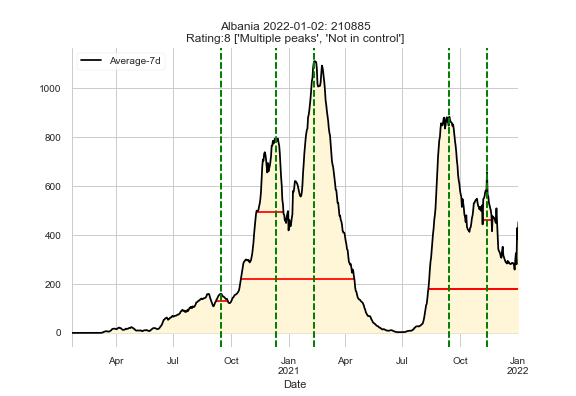 Albania 2022-01-02: 210885
Rating:8 ['Multiple peaks', 'Not in control']
Average-7d
1000
800
600
400
200
0
Apr Jul Oct Jan Apr Jul Oct Jan
2021 2022
Date